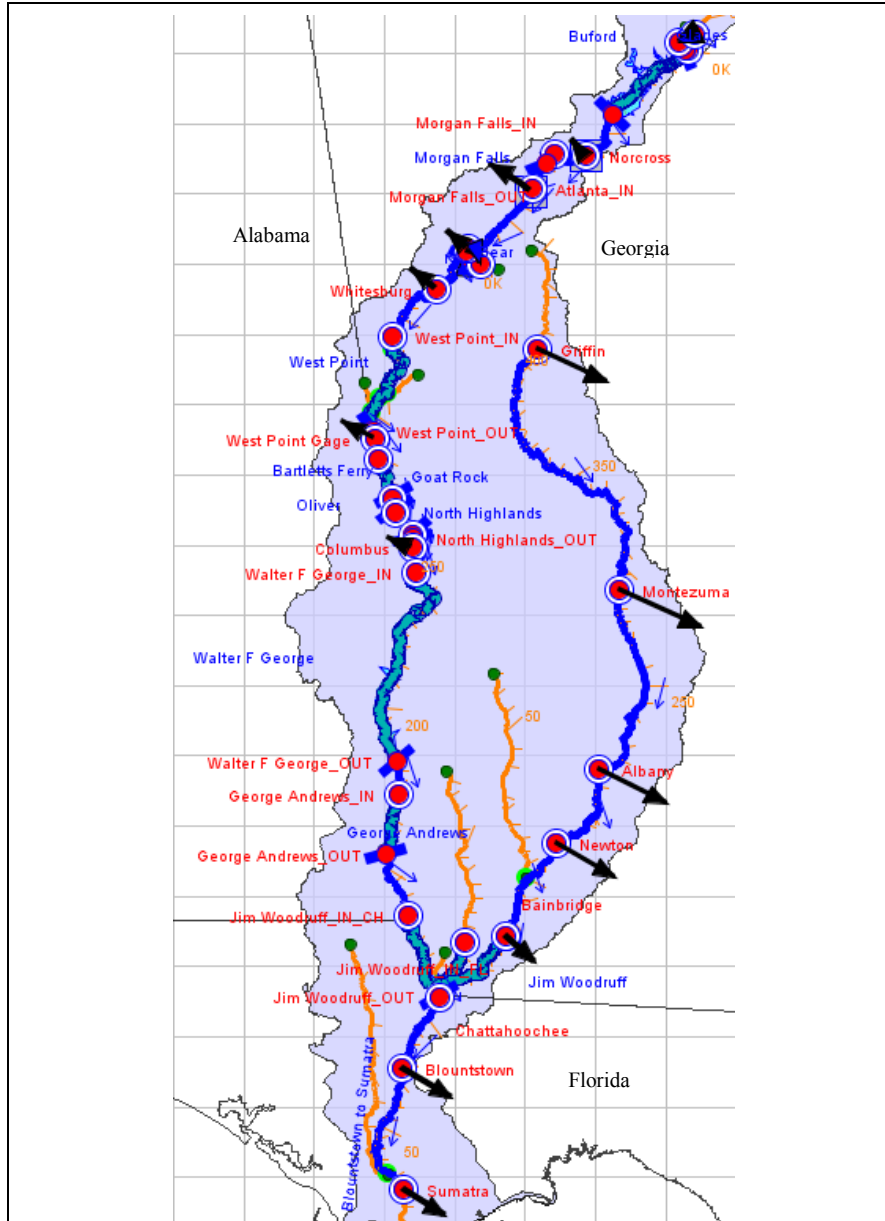 Buford
0K
Morgan Falls_IN
Morgan Falls
Norcross
Morgan Falls_OUT
Atlanta_IN
Alabama
Georgia
0K
Whitesburg
West Point_IN
Griffin
West Point
West Point_OUT
West Point Gage
350
Bartletts Ferry
Goat Rock
Oliver
North Highlands
North Highlands_OUT
Columbus
Walter F George_IN
Montezuma
Walter F George
250
50
200
Walter F George_OUT
Albany
George Andrews_IN
George Andrews
Newton
George Andrews_OUT
Bainbridge
Jim Woodruff_IN_CH
Jim Woodruff_IN_FL
Jim Woodruff
Jim Woodruff_OUT
Chattahoochee
Blountstown
Florida
Blountstown to Sumatra
50
Sumatra